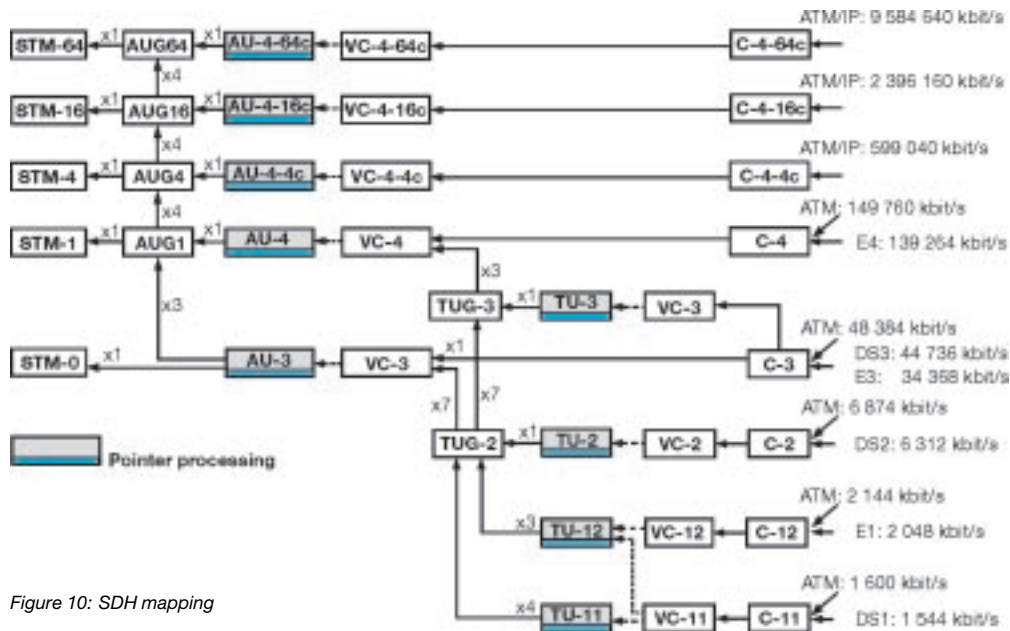 ATM/IP: 9 584 640 kbit/s
STM-64 x1 AUG64 x1 AU-4-64c VC-4-64c C-4-64c
x4
ATM/IP: 2 396 160 kbit/s
STM-16 x1 AUG16 x1 AU-4-16c VC-4-16c C-4-16c
x4
ATM/IP: 599 040 kbit/s
STM-4 x1 AUG4 x1 AU-4-4c VC-4-4c C-4-4c
x4
ATM: 149 760 kbit/s
STM-1 x1 AUG1 x1 AU-4 VC-4 C-4
E4: 139 264 kbit/s
x3
x3
TUG-3 x1 TU-3 VC-3
ATM: 48 384 kbit/s
STM-0 x1 AU-3 VC-3 x1 C-3
DS3: 44 736 kbit/s
E3: 34 368 kbit/s
x7 x7
ATM: 6 874 kbit/s
TUG-2 x1 TU-2 VC-2 C-2
DS2: 6 312 kbit/s
Pointer processing
ATM: 2 144 kbit/s
x3 TU-12 VC-12 C-12
E1: 2 048 kbit/s
ATM: 1 600 kbit/s
x4 TU-11 VC-11 C-11
DS1: 1 544 kbit/s
Figure 10: SDH mapping